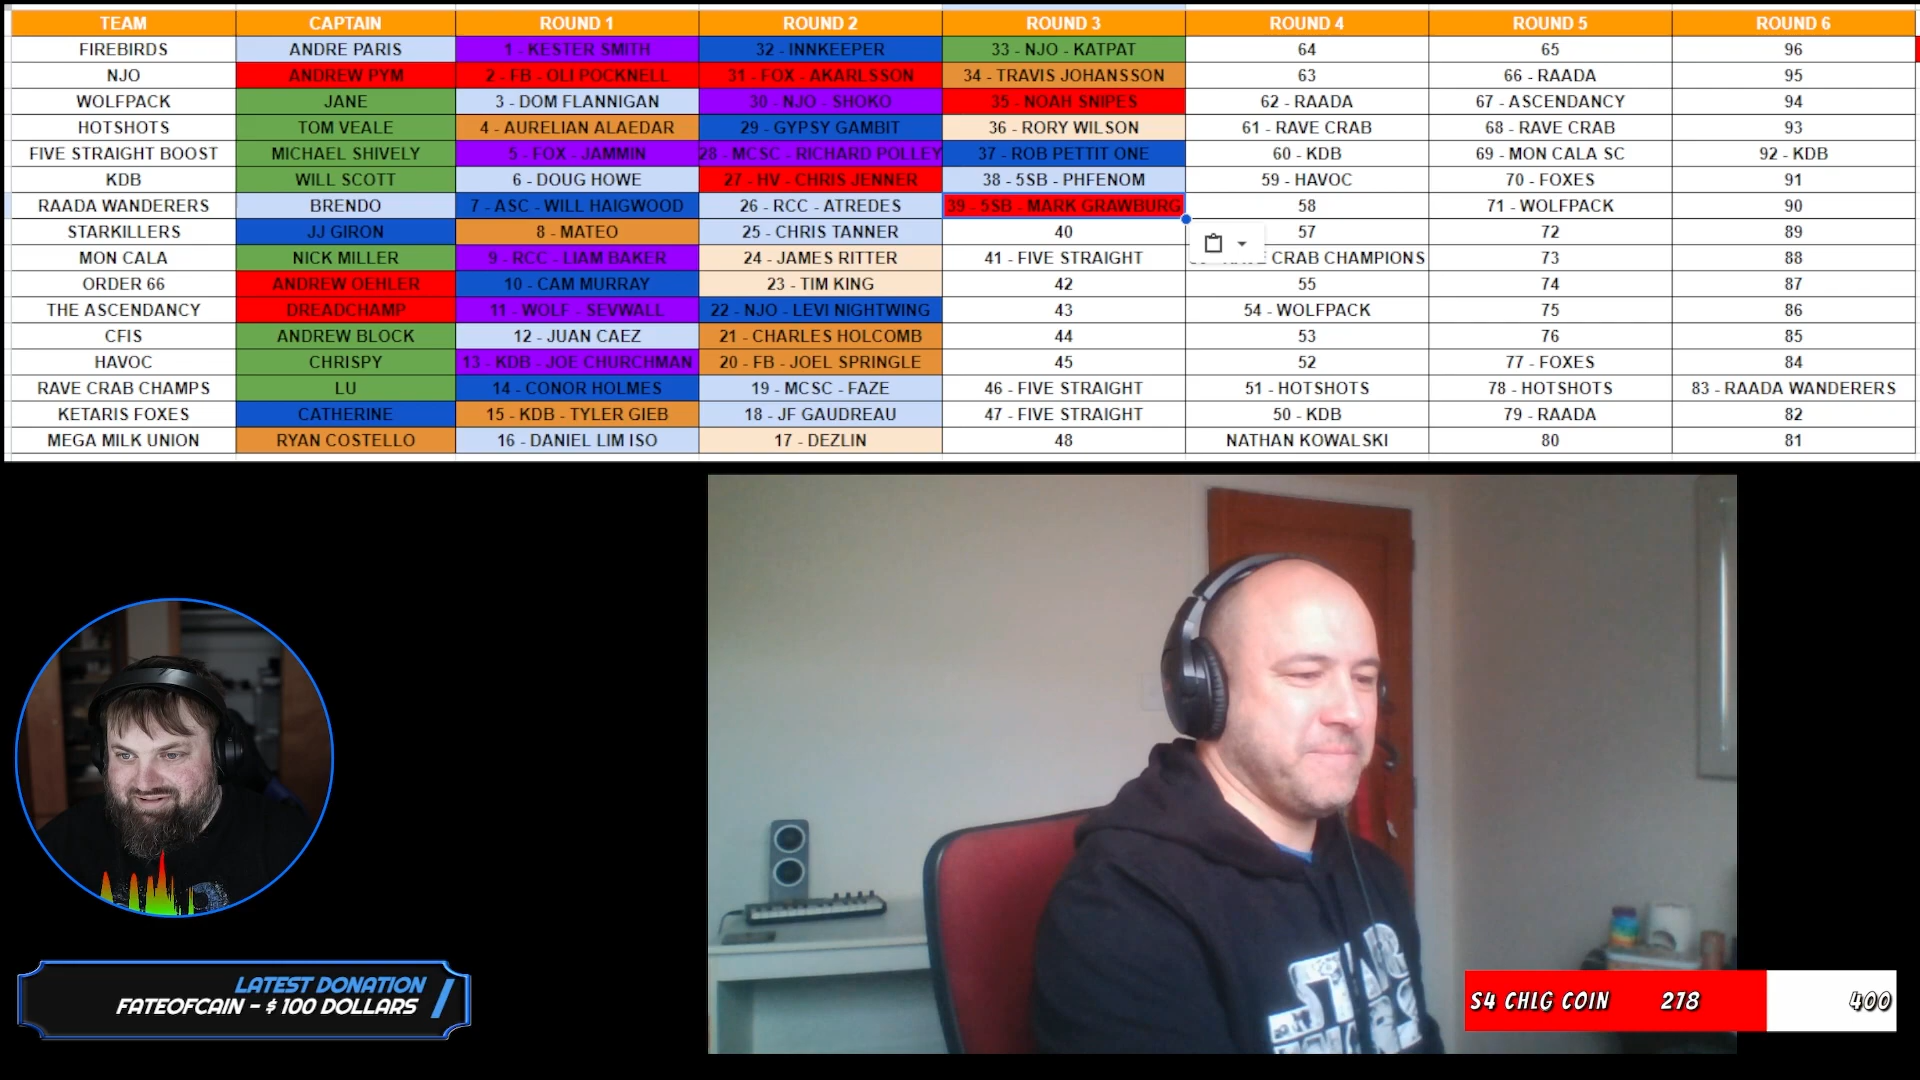 TEAM CAPTAIN ROUND 1 ROUND 2 ROUND 3 ROUND 4 ROUND 5 ROUND 6
FIREBIRDS ANDRE PARIS 1 - KESTER SMITH 32 - INNKEEPER 33 - NJO - KATPAT 64 65 96
NJO ANDREW PYM 2 - FB - OLI POCKNELL 31 - FOX - AKARLSSON 34 - TRAVIS JOHANSSON 63 66 - RAADA 95
WOLFPACK JANE 3 - DOM FLANNIGAN 30 - NJO - SHOKO 35 - NOAH SNIPES 62 - RAADA 67 - ASCENDANCY 94
HOTSHOTS TOM VEALE 4 - AURELIAN ALAEDAR 29 - GYPSY GAMBIT 36 - RORY WILSON 61 - RAVE CRAB 68 - RAVE CRAB 93
FIVE STRAIGHT BOOST MICHAEL SHIVELY 5 - FOX - JAMMIN 28 - MCSC - RICHARD POLLEY 37 - ROB PETTIT ONE 60 - KDB 69 - MON CALA SC 92 - KDB
KDB WILL SCOTT 6 - DOUG HOWE 27 - HV - CHRIS JENNER 38 - 5SB - PHFENOM 59 - HAVOC 70 - FOXES 91
RAADA WANDERERS BRENDO 7 - ASC - WILL HAIGWOOD 26 - RCC - ATREDES 39 - 5SB - MARK GRAWBURG 58 71 - WOLFPACK 90
STARKILLERS JJ GIRON 8 - MATEO 25 - CHRIS TANNER 40 57 72 89
MON CALA NICK MILLER 9 - RCC - LIAM BAKER 24 - JAMES RITTER 41 - FIVE STRAIGHT CRAB CHAMPIONS 73 88
ORDER 66 ANDREW OEHLER 10 - CAM MURRAY 23 - TIM KING 42 55 74 87
THE ASCENDANCY DREADCHAMP 11 - WOLF - SEVWALL 22 - NJO - LEVI NIGHTWING 43 54 - WOLFPACK 75 86
CFIS ANDREW BLOCK 12 - JUAN CAEZ 21 - CHARLES HOLCOMB 44 53 76 85
HAVOC CHRISPY 13 - KDB - JOE CHURCHMAN 20 - FB - JOEL SPRINGLE 45 52 77 - FOXES 84
RAVE CRAB CHAMPS LU 14 - CONOR HOLMES 19 - MCSC - FAZE 46 - FIVE STRAIGHT 51 - HOTSHOTS 78 - HOTSHOTS 83 - RAADA WANDERERS
KETARIS FOXES CATHERINE 15 - KDB - TYLER GIEB 18 - JF GAUDREAU 47 - FIVE STRAIGHT 50 - KDB 79 - RAADA 82
MEGA MILK UNION RYAN COSTELLO 16 - DANIEL LIM ISO 17 - DEZLIN 48 NATHAN KOWALSKI 80 81
LATEST DONATION
FATEOFCAIN - $ 100 DOLLARS
STAR
S4 CHLG COIN 278 400